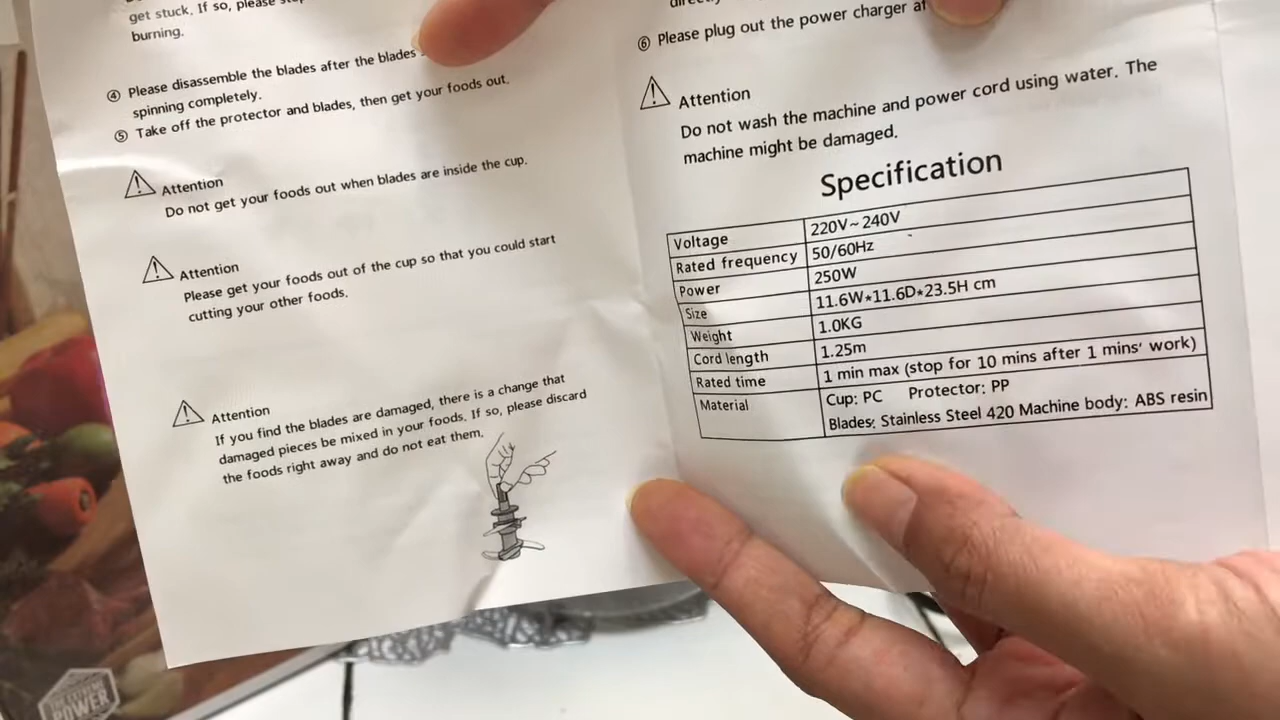 get stuck. If so, please stop
burning.
④ Please disassemble the blades after the blades
spinning completely.
⑤ Take off the protector and blades, then get your foods out.
Attention
Do not get your foods out when blades are inside the cup.
Attention
Please get your foods out of the cup so that you could start
cutting your other foods.
Attention
If you find the blades are damaged, there is a change that
damaged pieces be mixed in your foods. If so, please discard
the foods right away and do not eat them.
directly
⑥ Please plug out the power charger
Attention
Do not wash the machine and power cord using water. The
machine might be damaged.
Specification
Voltage 220V~240V
Rated frequency 50/60Hz
Power 250W
Size 11.6W*11.6D*23.5H cm
Weight 1.0KG
Cord length 1.25m
Rated time 1 min max (stop for 10 mins after 1 mins' work)
Material Cup: PC Protector: PP
Blades: Stainless Steel 420 Machine body: ABS resin
POWER